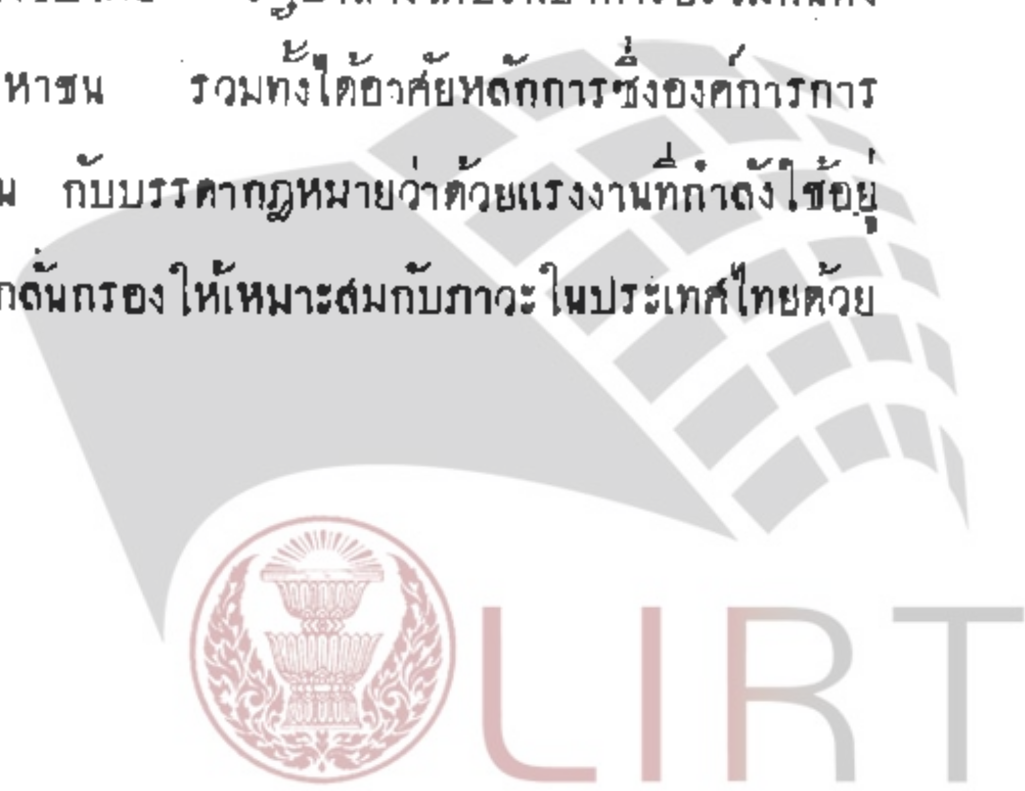 หาชน รวมทั้งได้อาศัยหลักการซึ่งองค์การการ
กับบรรดากฎหมายว่าด้วยแรงงานที่กำลังใช้อยู่
กลั่นกรองให้เหมาะสมกับภาวะในประเทศไทยด้วย
LIRT